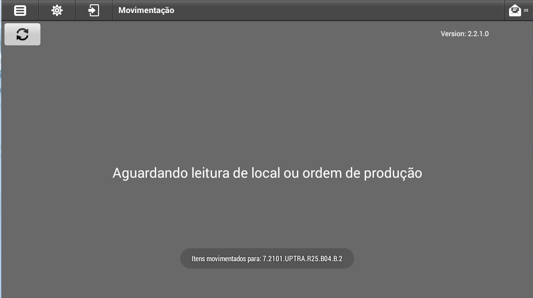 Movimentação
Version: 2.2.1.0
Aguardando leitura de local ou ordem de produção
Itens movimentados para: 7.2101.UPTRA.R25.B04.B.2